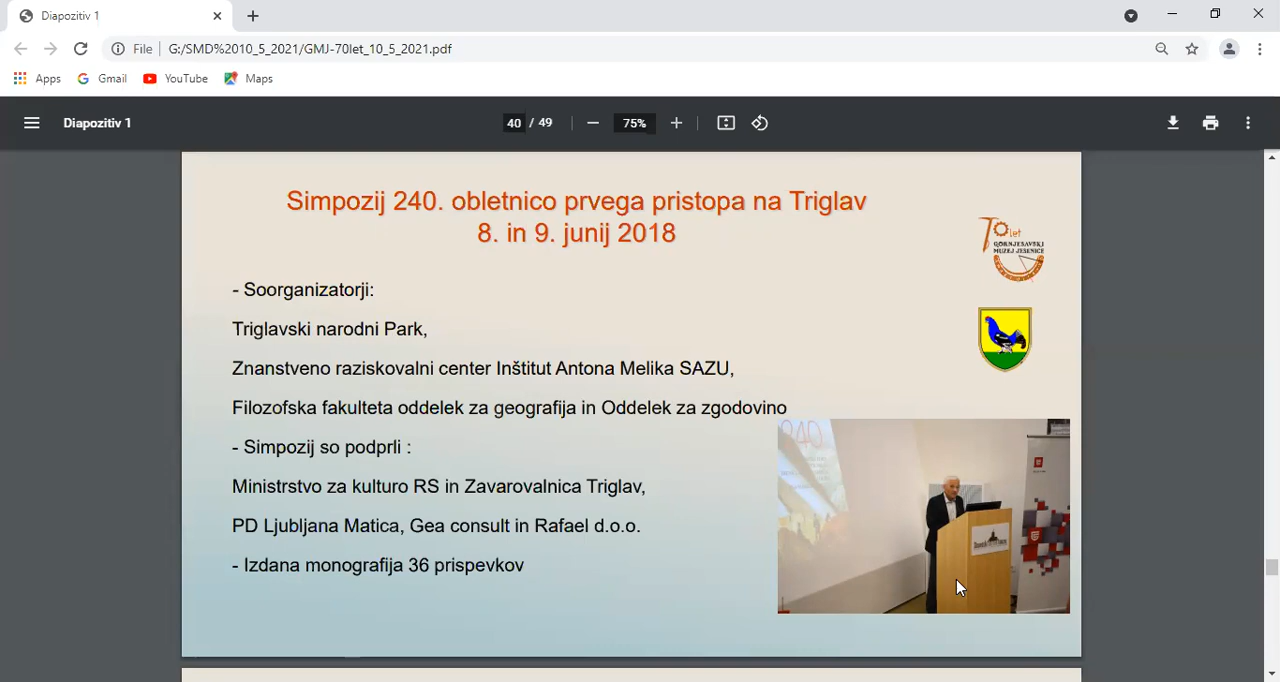 Diapozitiv 1
File
G:/SMD%2010_5_2021/GMJ-70let_10_5_2021.pdf
Apps
Gmail
YouTube
Maps
Diapozitiv 1
40 / 49
75%
Simpozij 240. obletnico prvega pristopa na Triglav
8. in 9. junij 2018
70let
GORNJESAVSKI
MUZEJ JESENICE
- Soorganizatorji:
Triglavski narodni Park,
Znanstveno raziskovalni center Inštitut Antona Melika SAZU,
Filozofska fakulteta oddelek za geografija in Oddelek za zgodovino
- Simpozij so podprli :
Ministrstvo za kulturo RS in Zavarovalnica Triglav,
PD Ljubljana Matica, Gea consult in Rafael d.o.o.
- Izdana monografija 36 prispevkov
240